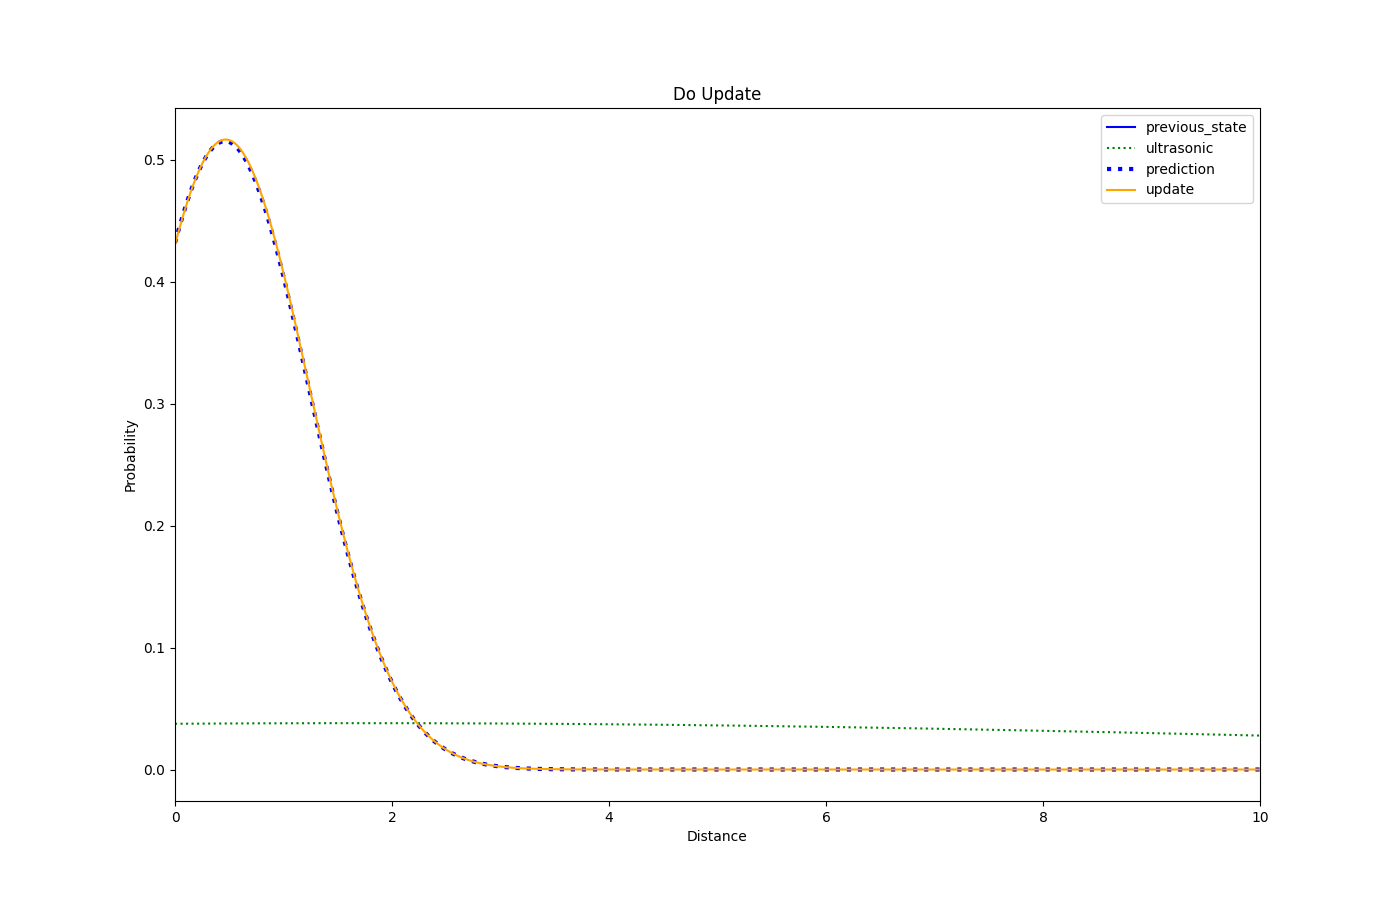 Do Update
previous_state
ultrasonic
prediction
update
Probability
0.5
0.4
0.3
0.2
0.1
0.0
0 2 4 6 8 10
Distance